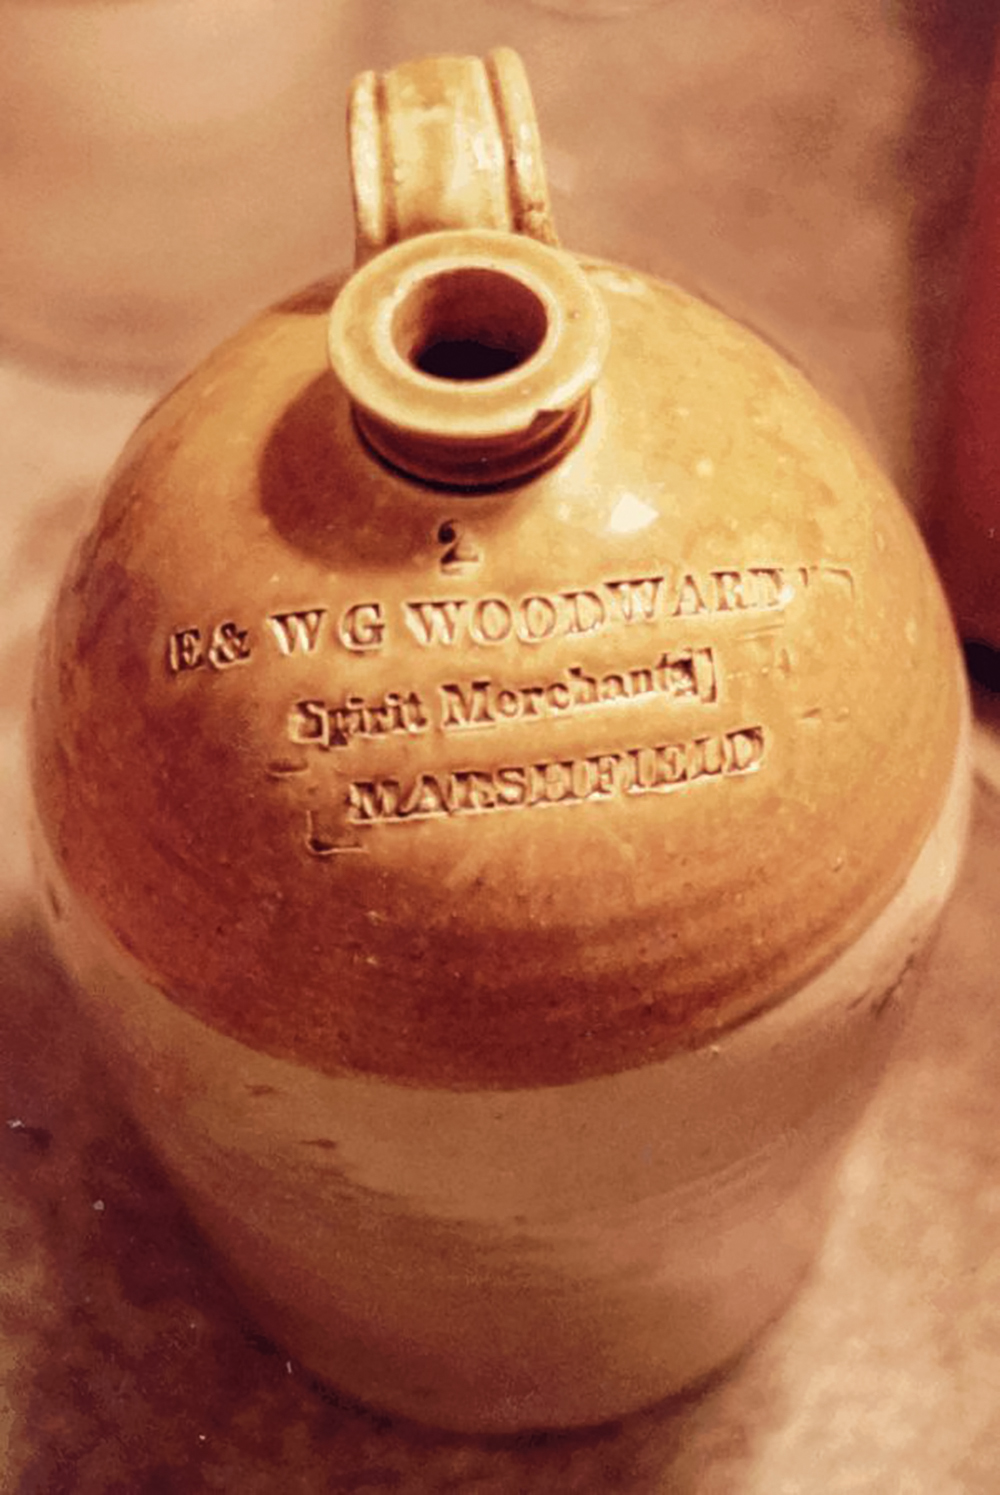 2
E & W G WOODWARD
Spirit Merchants
MARSHFIELD